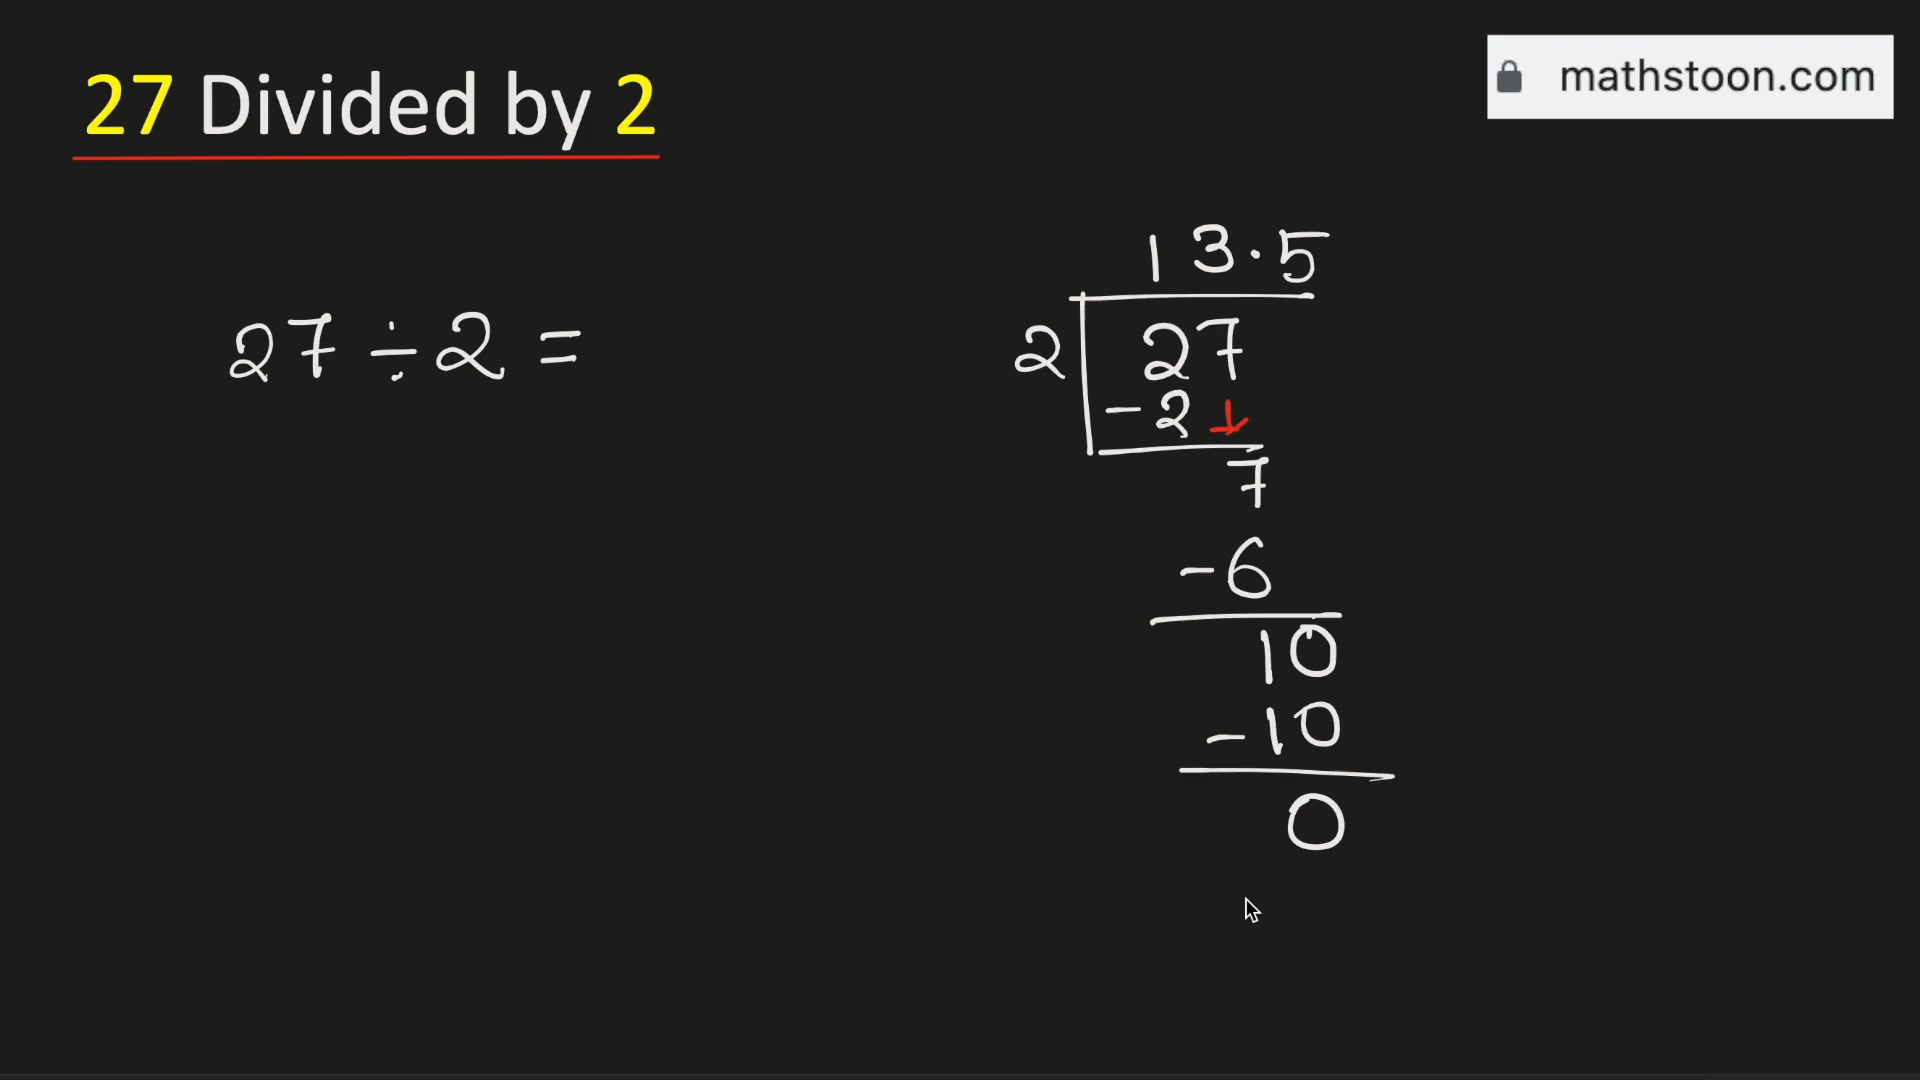 27 Divided by 2
mathstoon.com
27 ÷ 2 =
13.5
2 27
-2
7
-6
10
-10
0